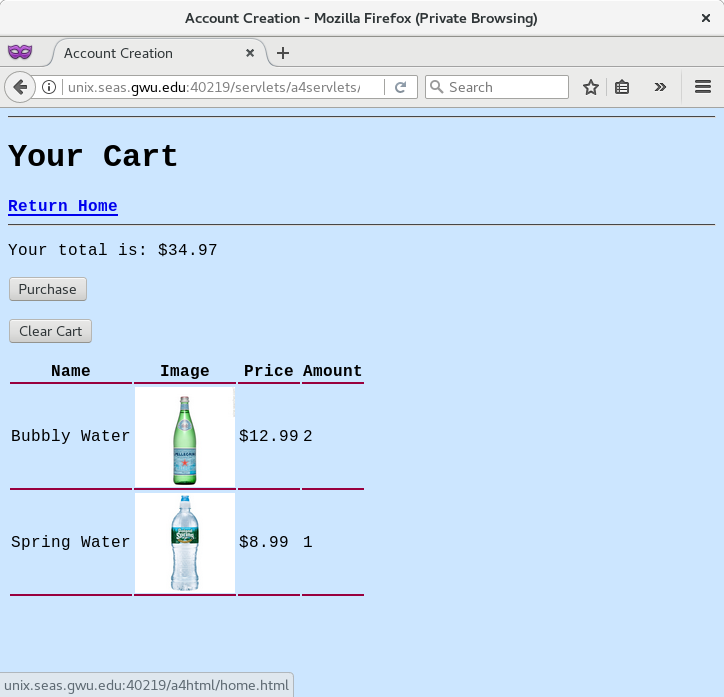 Account Creation - Mozilla Firefox (Private Browsing)
Account Creation
unix.seas.gwu.edu:40219/servlets/a4servlets/
Search
Your Cart
Return Home
Your total is: $34.97
Purchase
Clear Cart
Name Image Price Amount
Bubbly Water $12.99 2
Spring Water $8.99 1
unix.seas.gwu.edu:40219/a4html/home.html